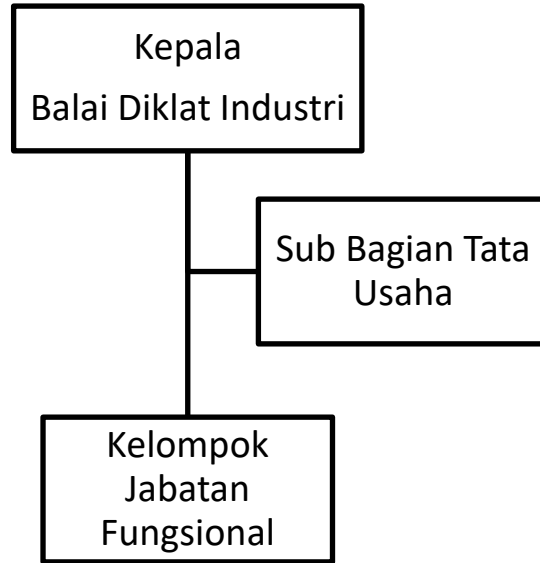 Kepala
Balai Diklat Industri
Sub Bagian Tata
Usaha
Kelompok
Jabatan
Fungsional